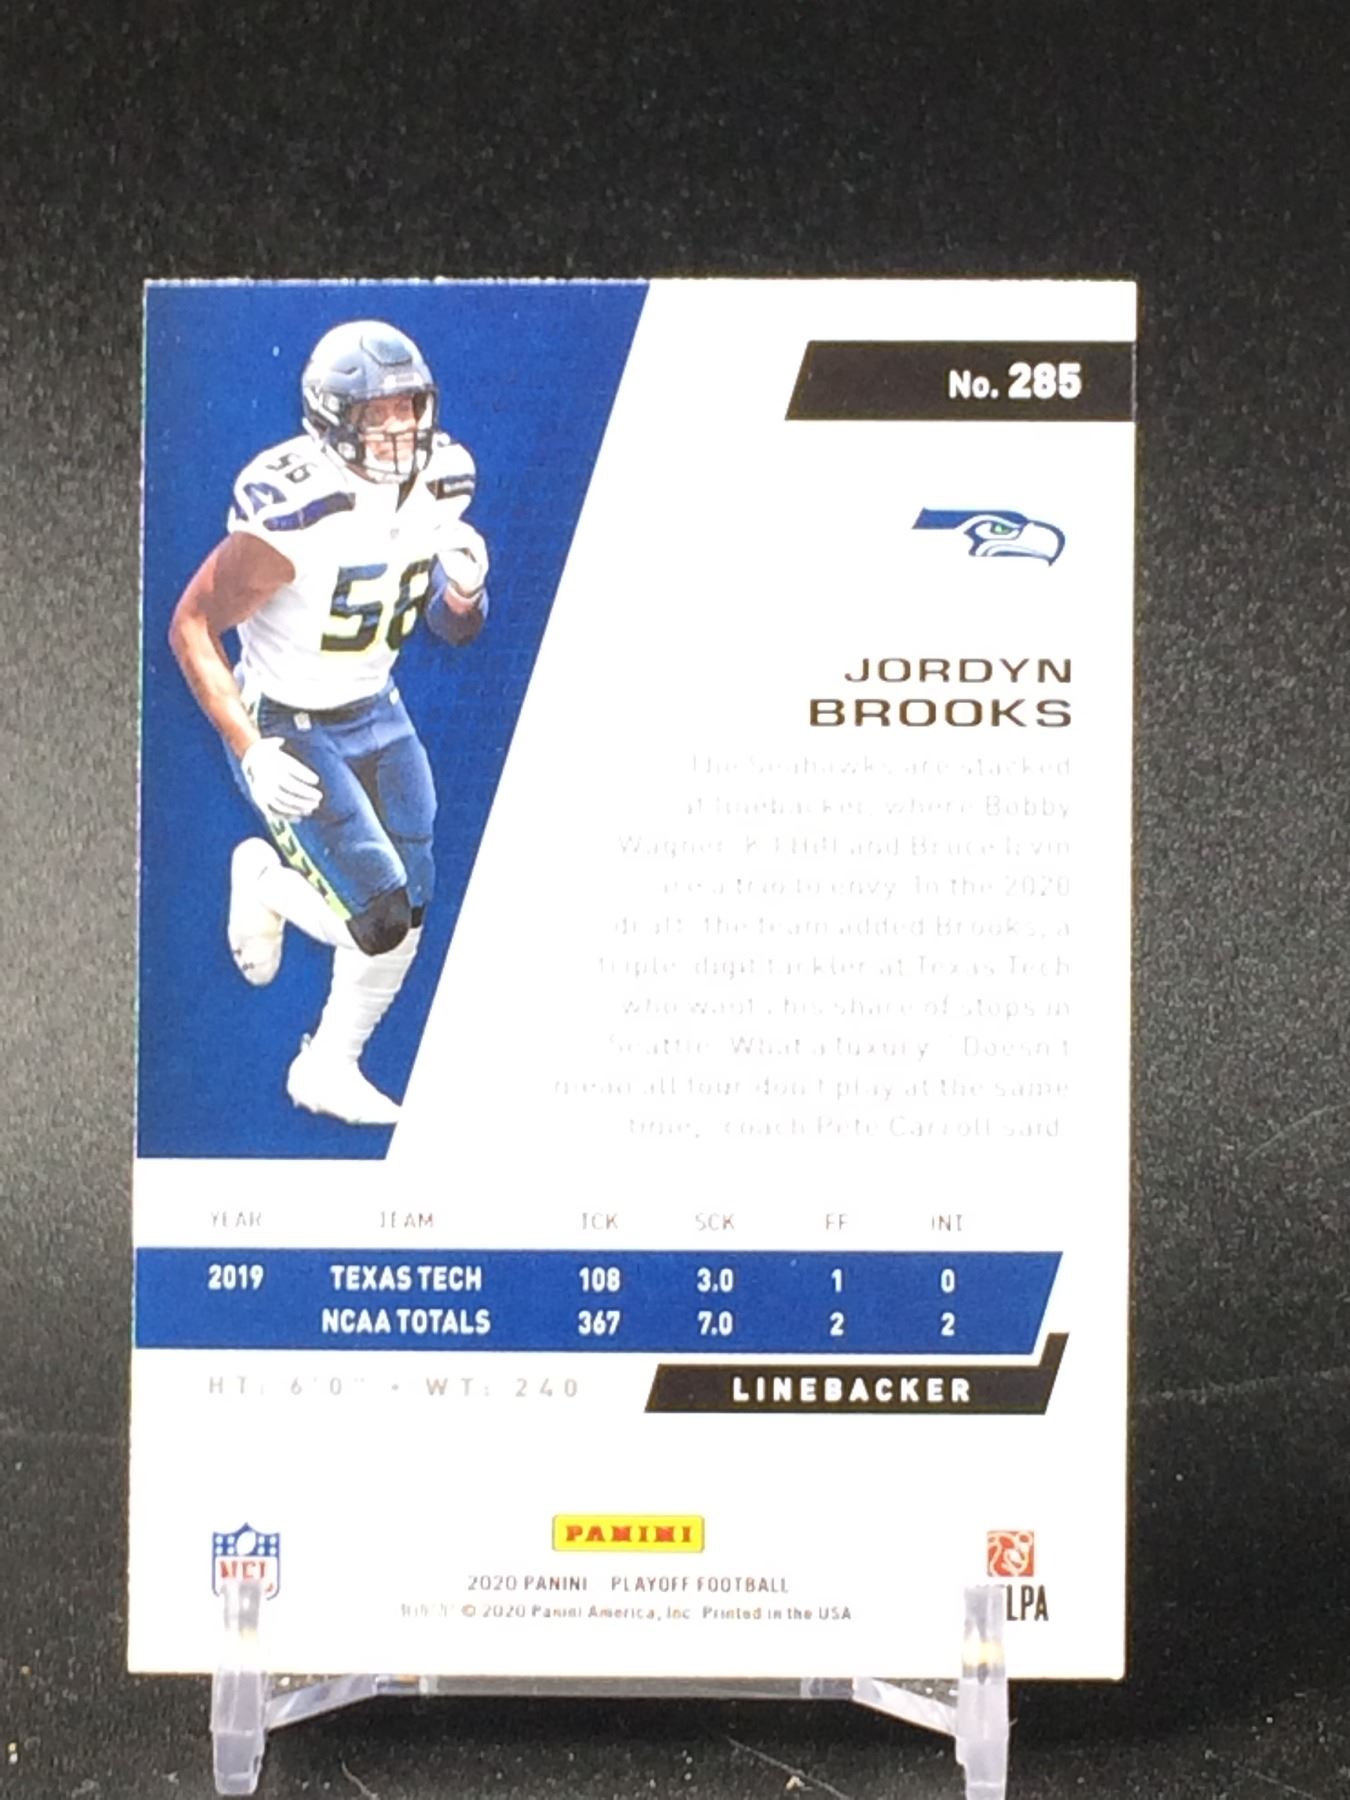 No. 285
56
58
JORDYN
BROOKS
The Seahawks are stacked
at linebacker, where Bobby
Wagner, K.J. and Bruce Irvin
are a trio to envy. In the 2020
draft, the team added Brooks, a
triple-digit tackler at Texas Tech
who wants his share of stops in
Seattle. What a luxury. "Doesn't
mean all four don't play at the same
time," coach Pete Carroll said.
YEAR TEAM TCK SCK FF INT
2019 TEXAS TECH 108 3.0 1 0
NCAA TOTALS 367 7.0 2 2
HT: 6'0" • WT: 240
LINEBACKER
NFL
PANINI
2020 PANINI PLAYOFF FOOTBALL
© 2020 Panini America, Inc. Printed in the USA
LPA